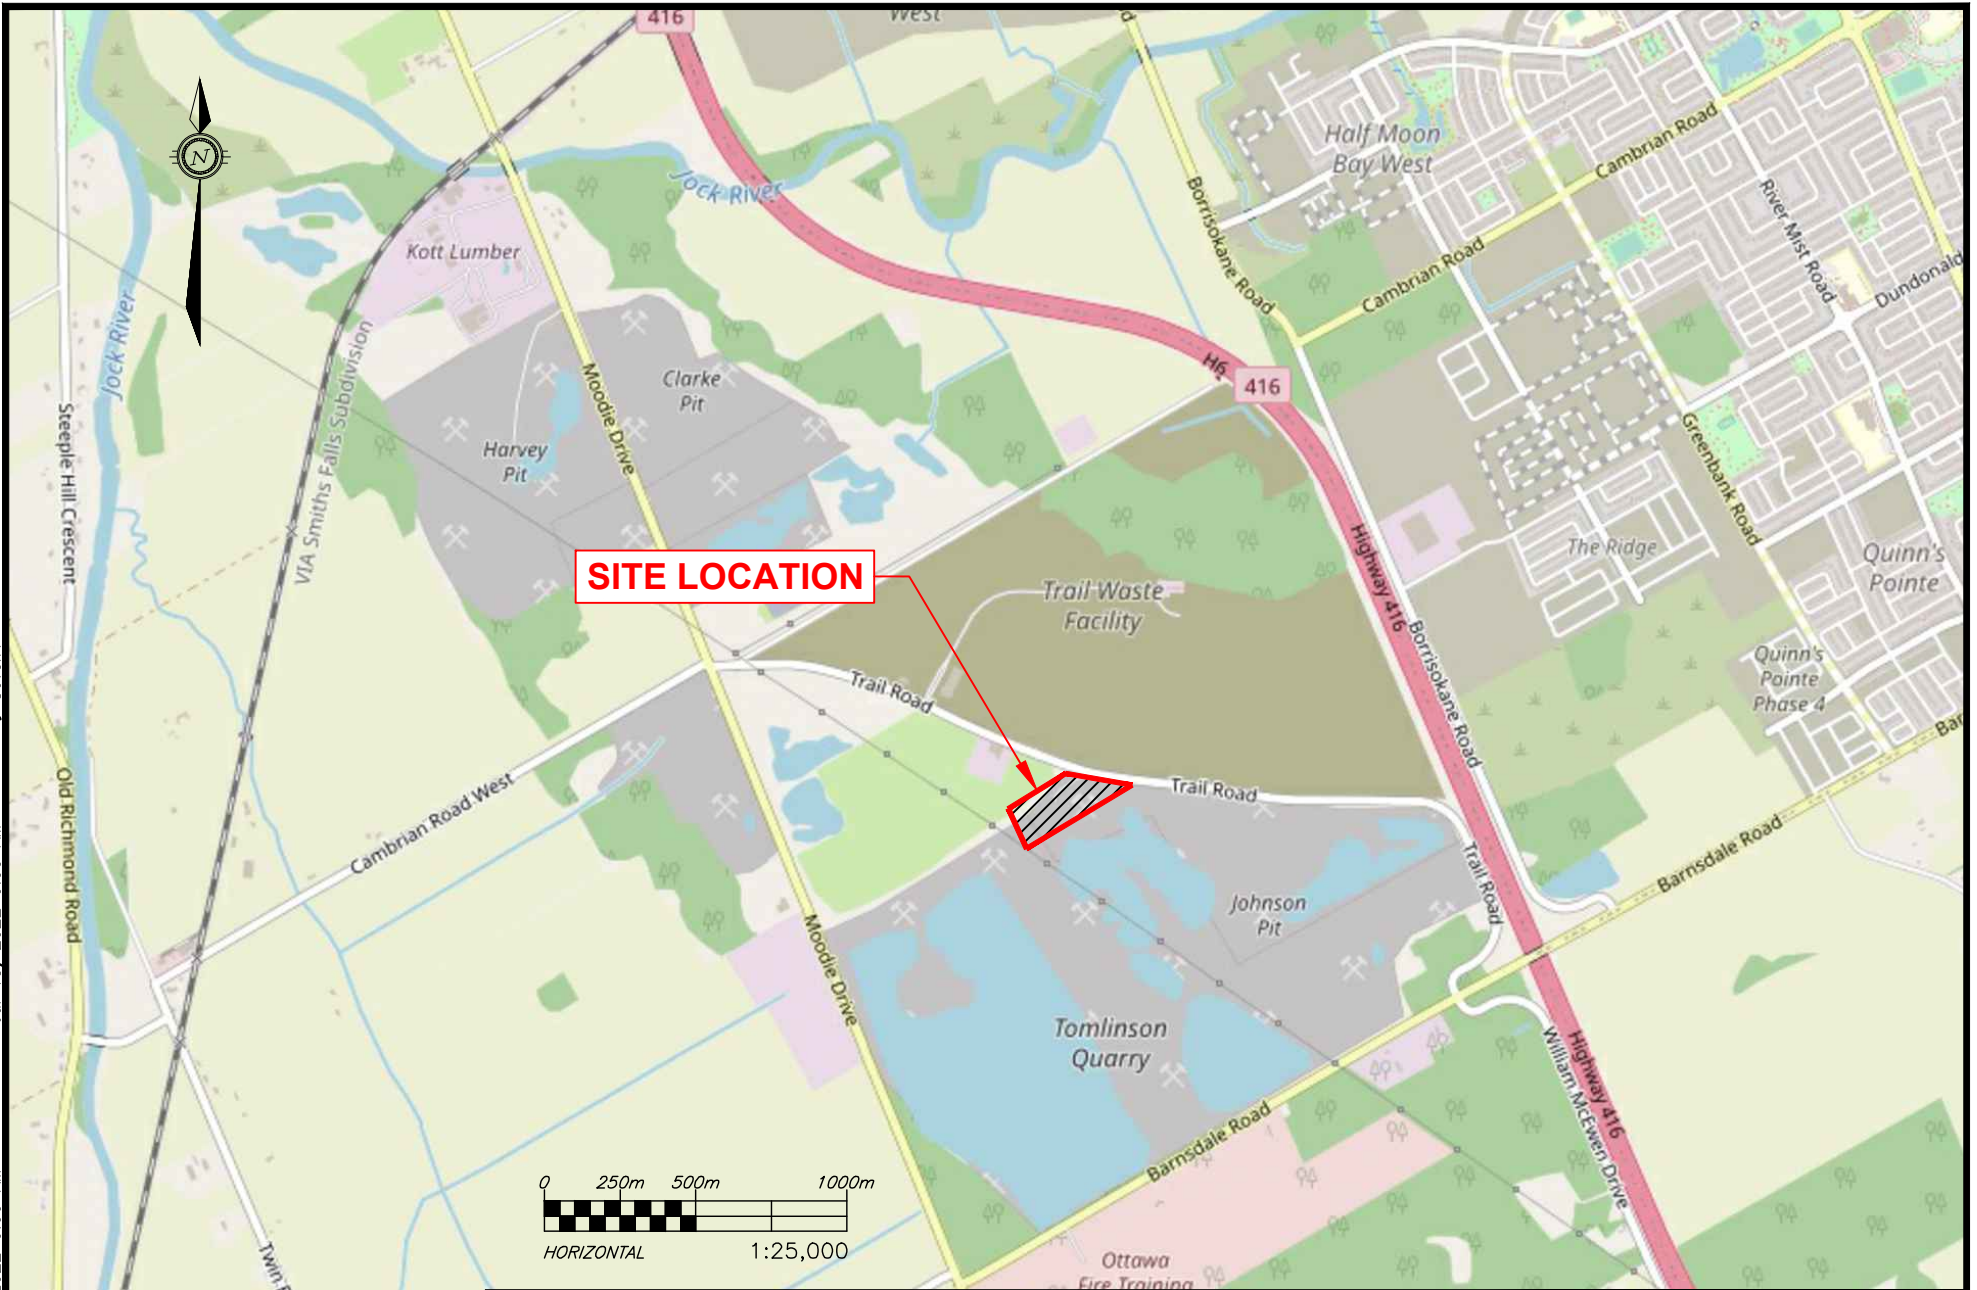 416
West
N
Half Moon
Bay West
Cambrian Road
Jock River
Borrisokane Road
River Mist Road
Kott Lumber
Cambrian Road
Dundonald
Jock River
VIA Smiths Falls Subdivision
Moodie Drive
Clarke
Pit
H6
416
Steeple Hill Crescent
Harvey
Pit
Greenbank Road
Highway 416
The Ridge
Quinn's
Pointe
SITE LOCATION
Trail Waste
Facility
Borrisokane Road
Quinn's
Pointe
Phase 4
Trail Road
Bar
Old Richmond Road
Cambrian Road West
Trail Road
Barnsdale Road
Trail Road
Johnson
Pit
Moodie Drive
Tomlinson
Quarry
William McEwen Drive
Highway 416
Barnsdale Road
0 250m 500m 1000m
HORIZONTAL 1:25,000
Twin
Ottawa
Fire Training